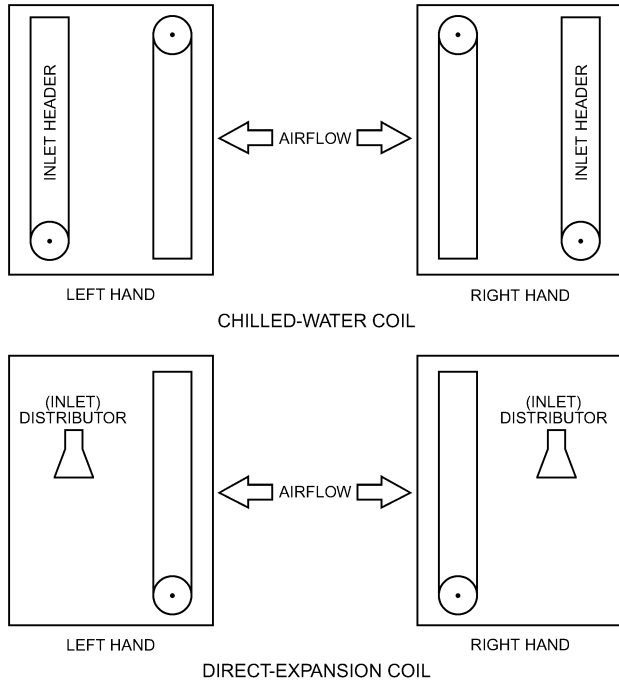 INLET HEADER
INLET HEADER
AIRFLOW
LEFT HAND
RIGHT HAND
CHILLED-WATER COIL
(INLET)
DISTRIBUTOR
(INLET)
DISTRIBUTOR
AIRFLOW
LEFT HAND
RIGHT HAND
DIRECT-EXPANSION COIL